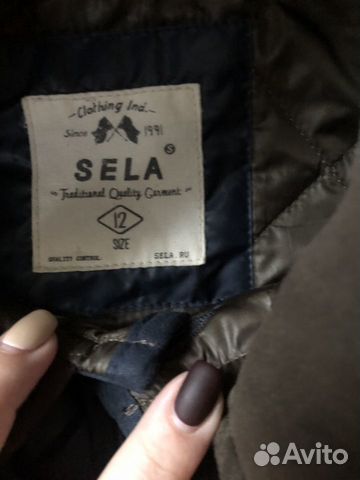 Clothing Ind.
Since 1991
SELA S
"Traditional Quality Garment"
12
SIZE
QUALITY CONTROL SELA.RU
Avito